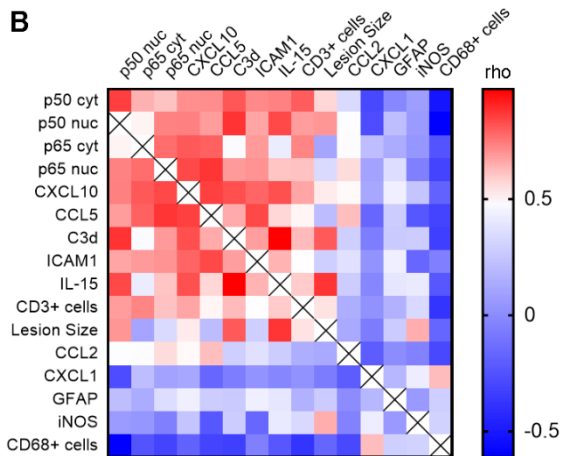 B
p50 nuc
p65 cyt
p65 nuc
CXCL10
CCL5
C3d
ICAM1
IL-15
CD3+ cells
Lesion Size
CCL2
CXCL1
GFAP
iNOS
CD68+ cells
rho
p50 cyt
p50 nuc
p65 cyt
p65 nuc
CXCL10
CCL5
C3d
ICAM1
IL-15
CD3+ cells
Lesion Size
CCL2
CXCL1
GFAP
iNOS
CD68+ cells
0.5
0
-0.5